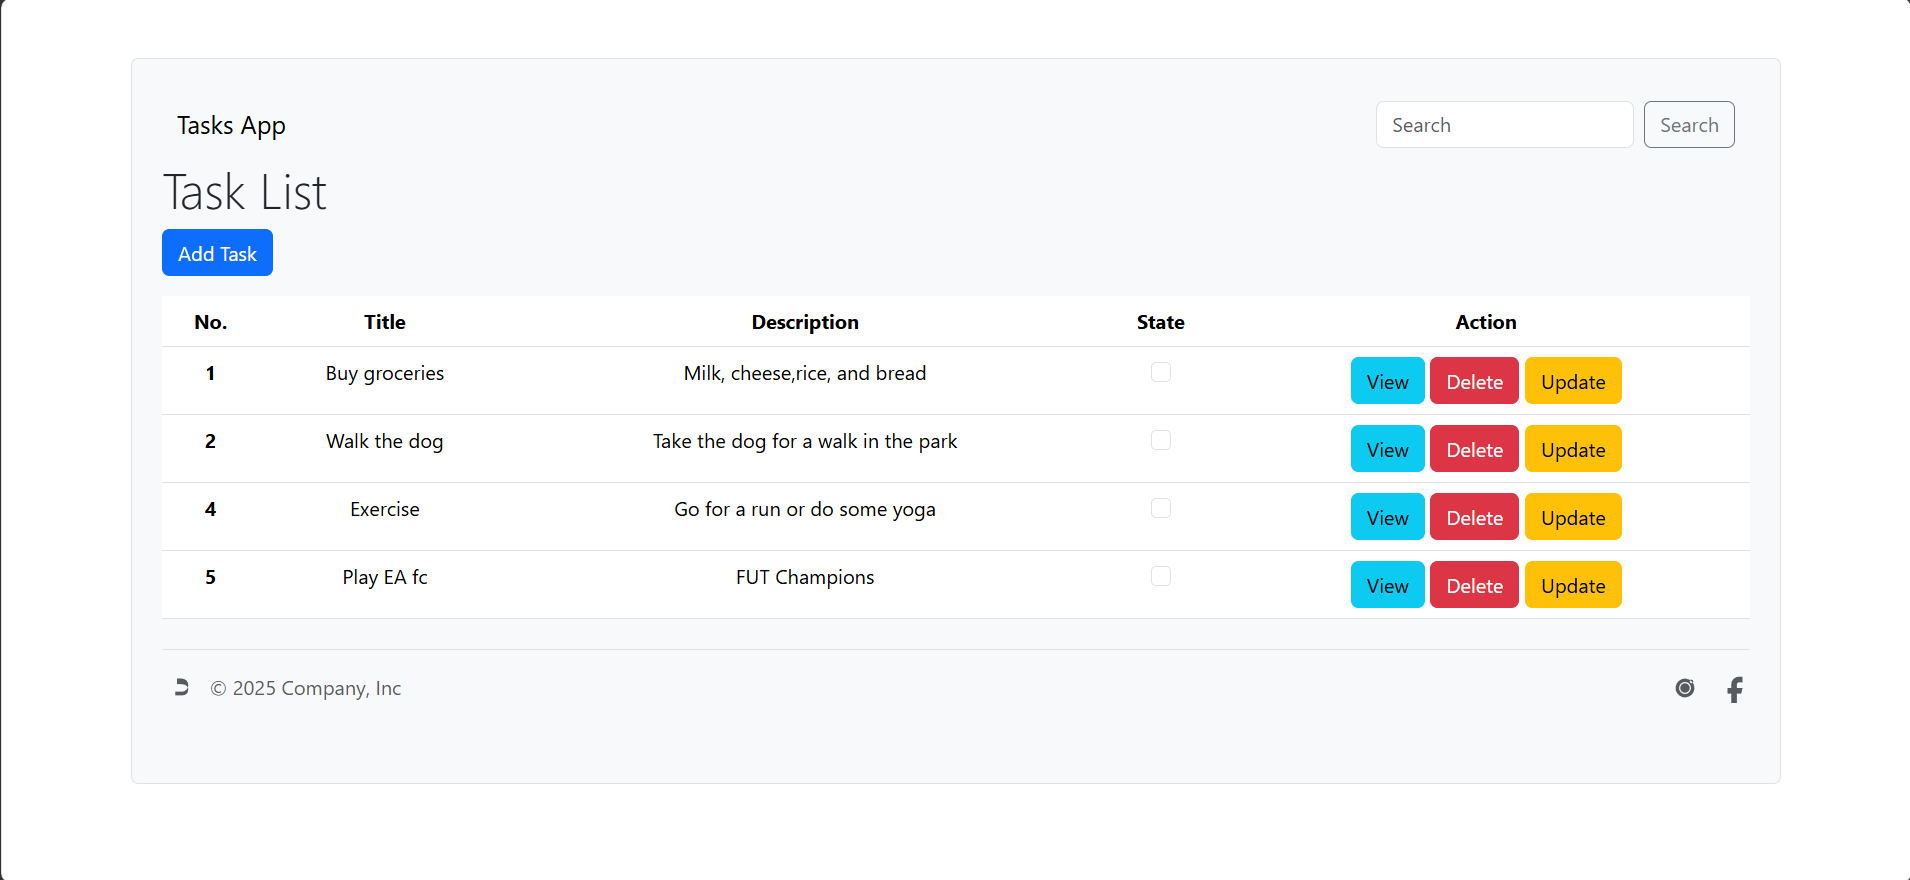 Tasks App
Search Search
Task List
Add Task
No. Title Description State Action
1 Buy groceries Milk, cheese,rice, and bread View Delete Update
2 Walk the dog Take the dog for a walk in the park View Delete Update
4 Exercise Go for a run or do some yoga View Delete Update
5 Play EA fc FUT Champions View Delete Update
© 2025 Company, Inc